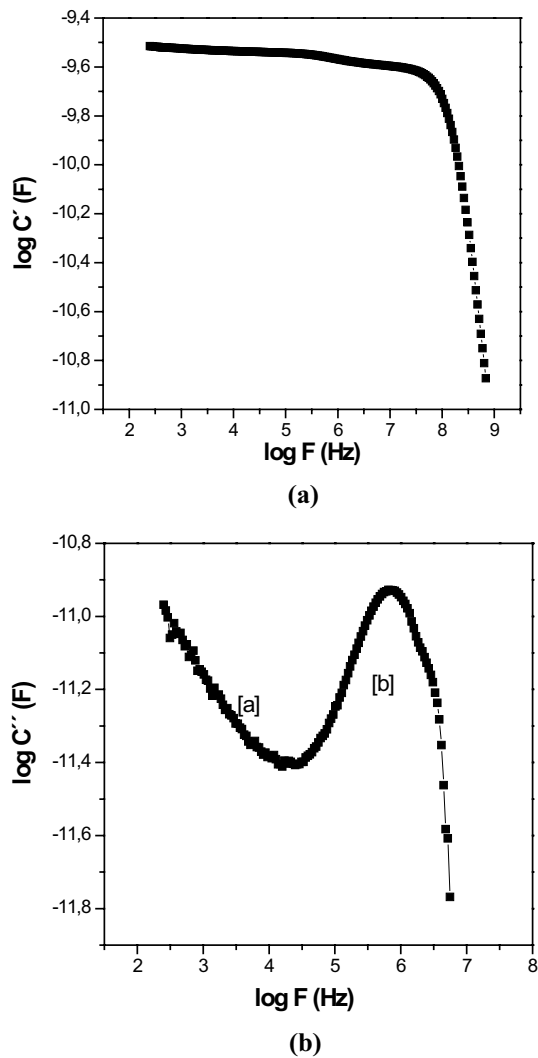 -9,4
-9,6
-9,8
-10,0
-10,2
-10,4
-10,6
-10,8
-11,0
log C´ (F)
2 3 4 5 6 7 8 9
log F (Hz)
(a)
-10,8
-11,0
-11,2
-11,4
-11,6
-11,8
log C´´ (F)
[a]
[b]
2 3 4 5 6 7 8
log F (Hz)
(b)